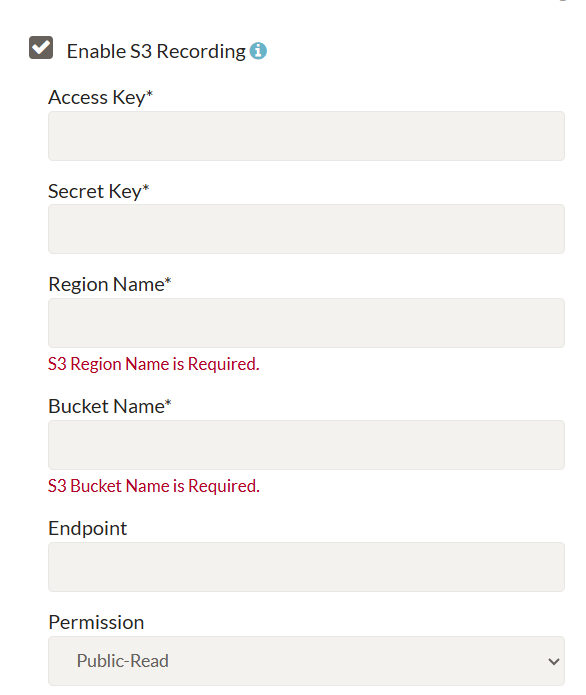 Enable S3 Recording
Access Key*
Secret Key*
Region Name*
S3 Region Name is Required.
Bucket Name*
S3 Bucket Name is Required.
Endpoint
Permission
Public-Read